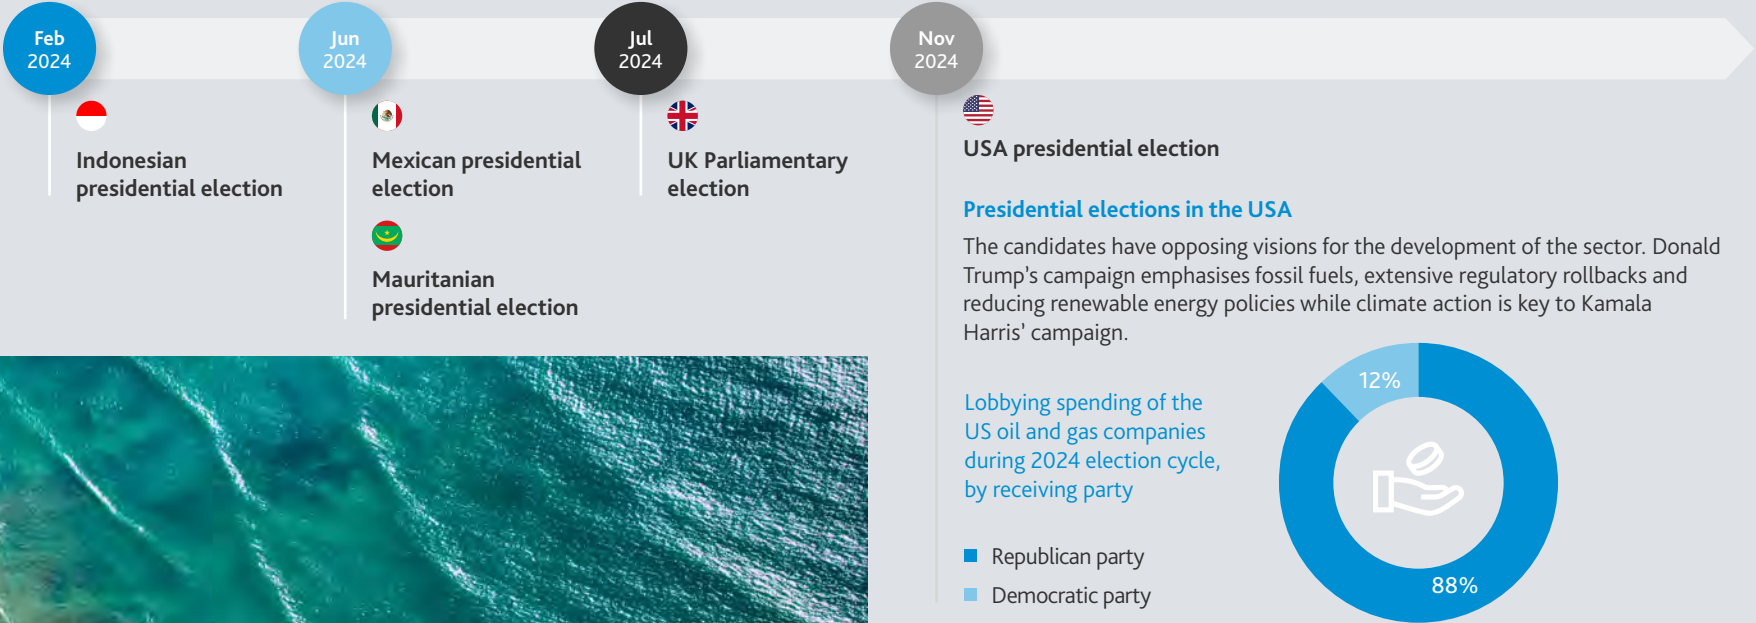 Feb
2024
Jun
2024
Jul
2024
Nov
2024
Indonesian
presidential election
Mexican presidential
election
Mauritanian
presidential election
UK Parliamentary
election
USA presidential election
Presidential elections in the USA
The candidates have opposing visions for the development of the sector. Donald
Trump’s campaign emphasises fossil fuels, extensive regulatory rollbacks and
reducing renewable energy policies while climate action is key to Kamala
Harris’ campaign.
Lobbying spending of the
US oil and gas companies
during 2024 election cycle,
by receiving party
Republican party
Democratic party
12%
88%